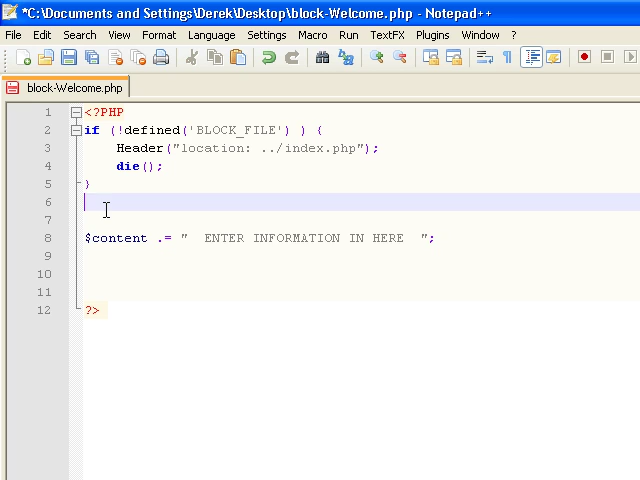 *C:\Documents and Settings\Derek\Desktop\block-Welcome.php - Notepad++
File Edit Search View Format Language Settings Macro Run TextFX Plugins Window ?
block-Welcome.php
1 <?PHP
2 if (!defined('BLOCK_FILE') ) {
3 Header("location: ../index.php");
4 die();
5 }
6
7
8 $content .= "  ENTER INFORMATION IN HERE  ";
9
10
11
12 ?>